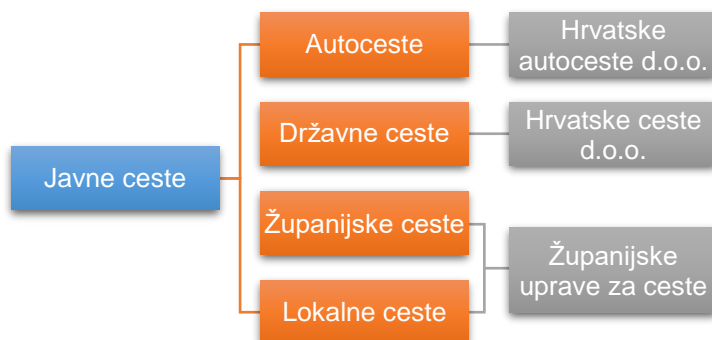 Javne ceste
Autoceste
Hrvatske
autoceste d.o.o.
Državne ceste
Hrvatske ceste
d.o.o.
Županijske ceste
Lokalne ceste
Županijske
uprave za ceste